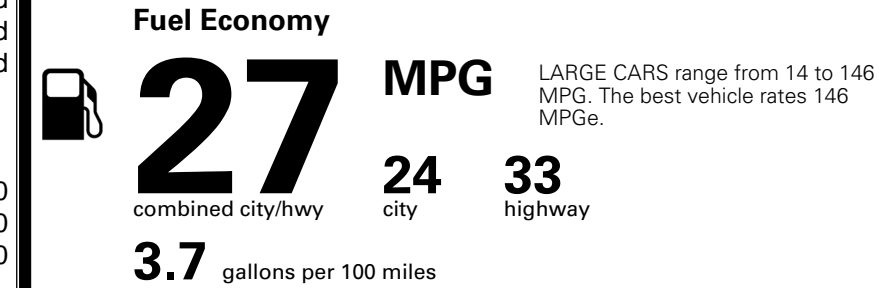 Fuel Economy
27 MPG
LARGE CARS range from 14 to 146
MPG. The best vehicle rates 146
MPGe.
combined city/hwy
24
city
33
highway
3.7 gallons per 100 miles